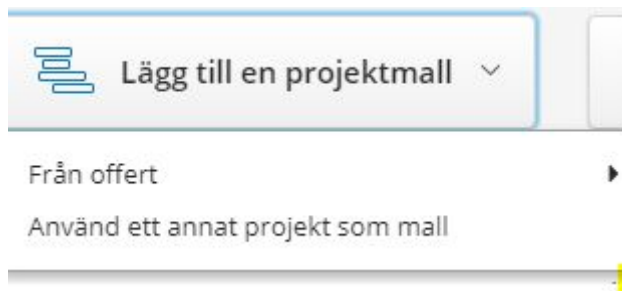 Lägg till en projektmall
Från offert
Använd ett annat projekt som mall